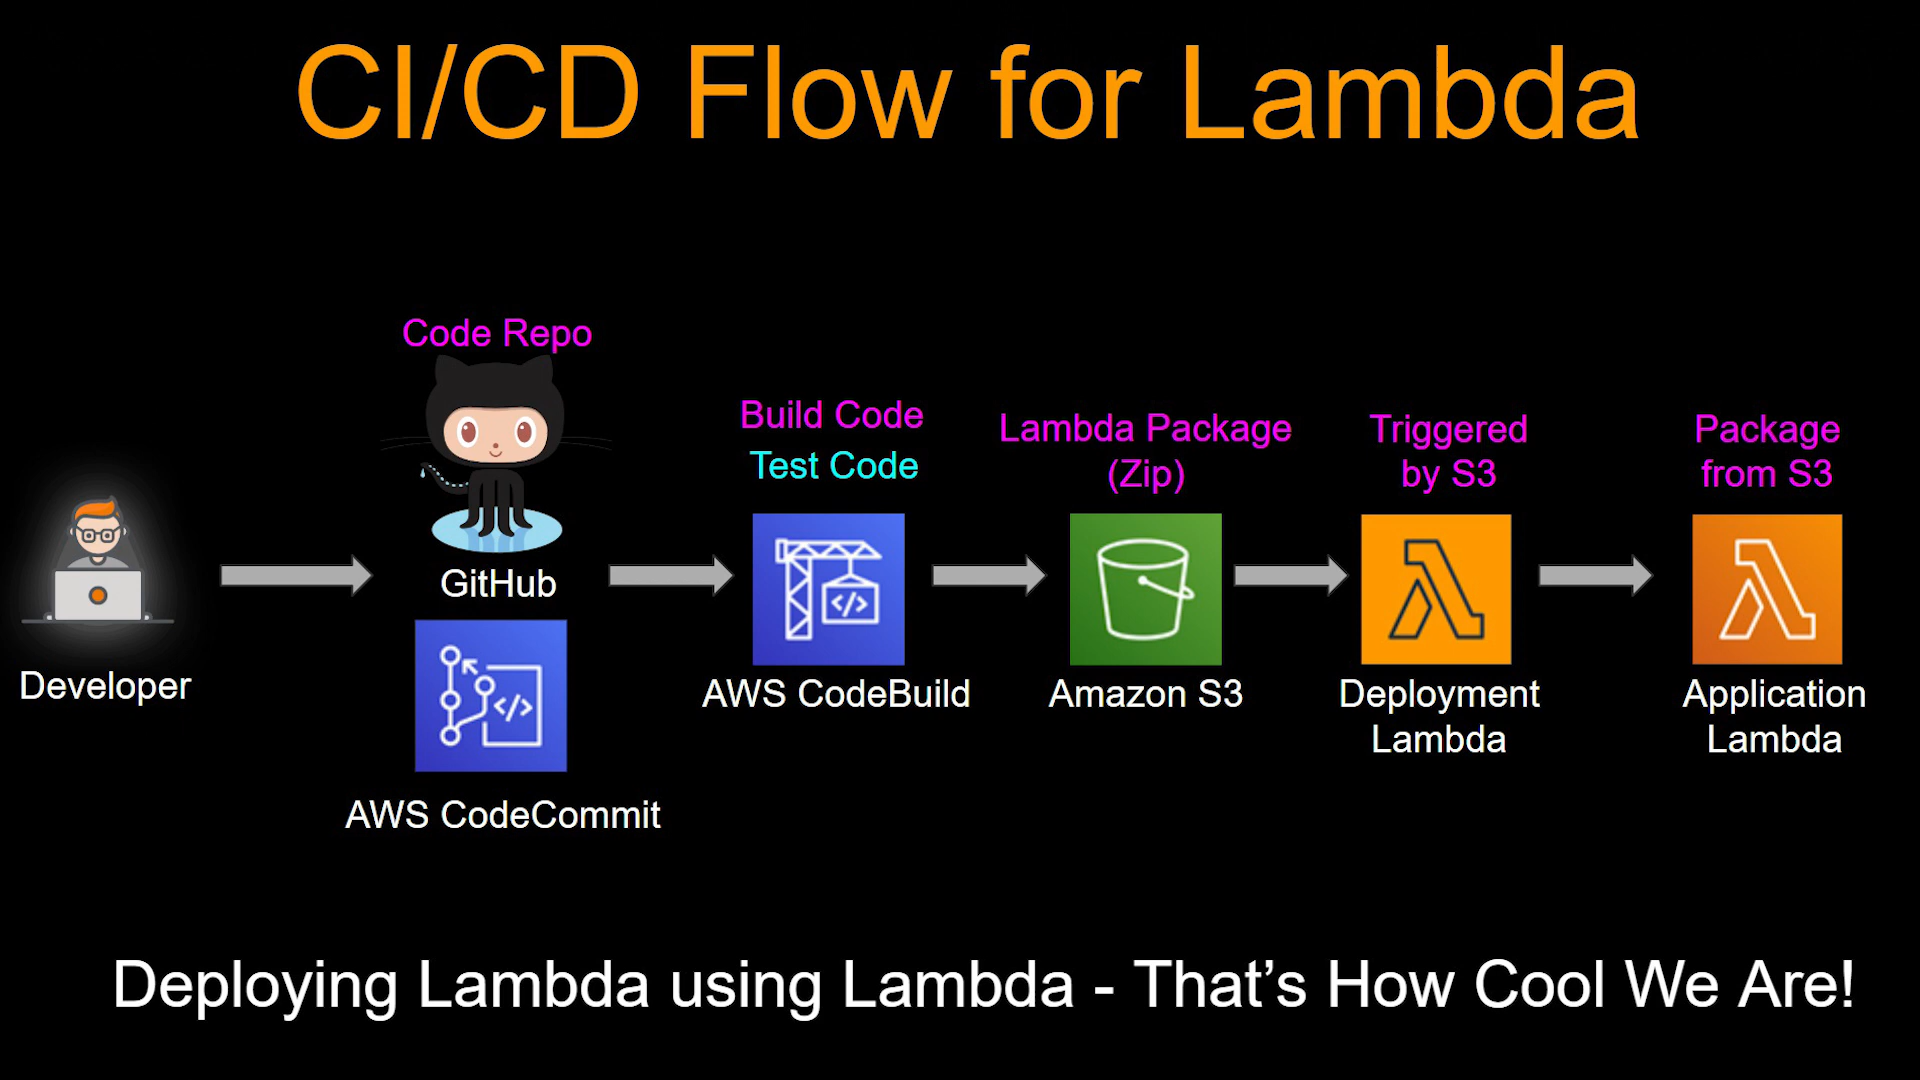 CI/CD Flow for Lambda
Code Repo
Build Code
Test Code
Lambda Package
(Zip)
Triggered
by S3
Package
from S3
Developer
GitHub
AWS CodeCommit
AWS CodeBuild
Amazon S3
Deployment
Lambda
Application
Lambda
Deploying Lambda using Lambda - That’s How Cool We Are!